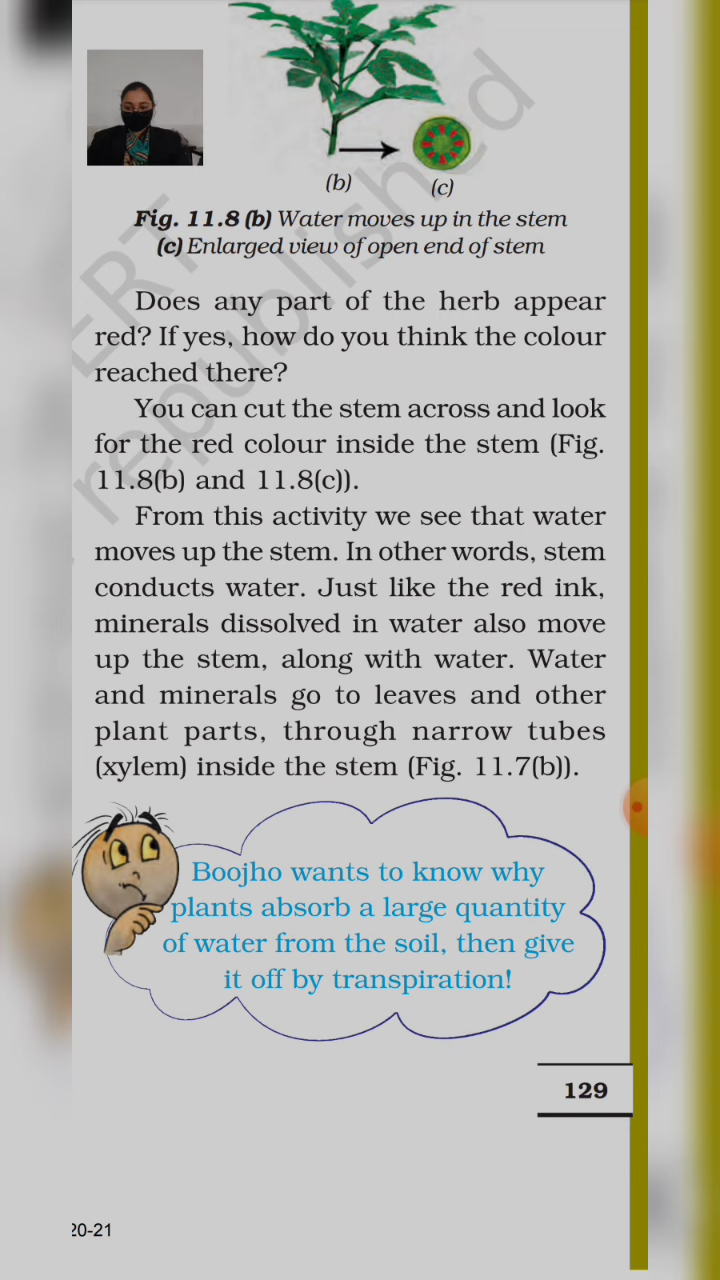 (b)
(c)
Fig. 11.8 (b) Water moves up in the stem
(c) Enlarged view of open end of stem
Does any part of the herb appear
red? If yes, how do you think the colour
reached there?
You can cut the stem across and look
for the red colour inside the stem (Fig.
11.8(b) and 11.8(c)).
From this activity we see that water
moves up the stem. In other words, stem
conducts water. Just like the red ink,
minerals dissolved in water also move
up the stem, along with water. Water
and minerals go to leaves and other
plant parts, through narrow tubes
(xylem) inside the stem (Fig. 11.7(b)).
Boojho wants to know why
plants absorb a large quantity
of water from the soil, then give
it off by transpiration!
129
20-21
republished